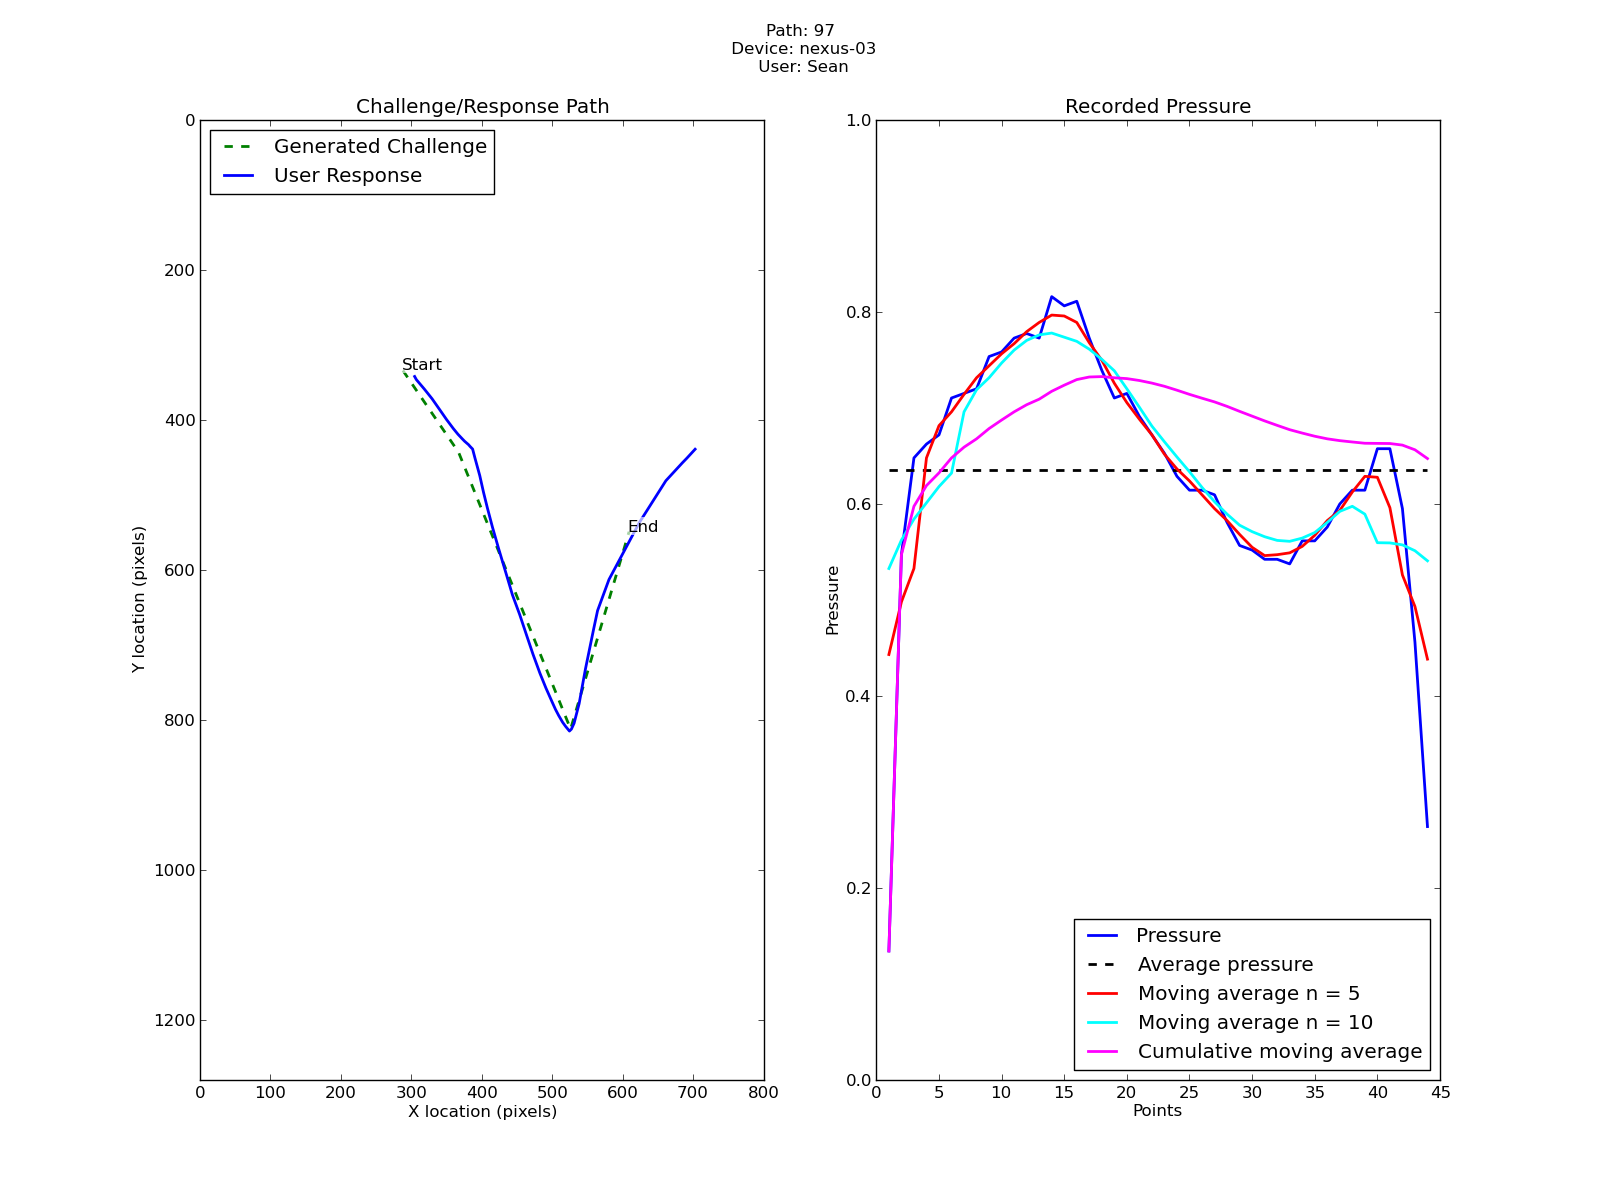 Path: 97
Device: nexus-03
User: Sean
Challenge/Response Path
Generated Challenge
User Response
Start
End
0
200
400
600
800
1000
1200
Y location (pixels)
0 100 200 300 400 500 600 700 800
X location (pixels)
Recorded Pressure
1.0
0.8
0.6
0.4
0.2
0.0
Pressure
Pressure
Average pressure
Moving average n = 5
Moving average n = 10
Cumulative moving average
0 5 10 15 20 25 30 35 40 45
Points